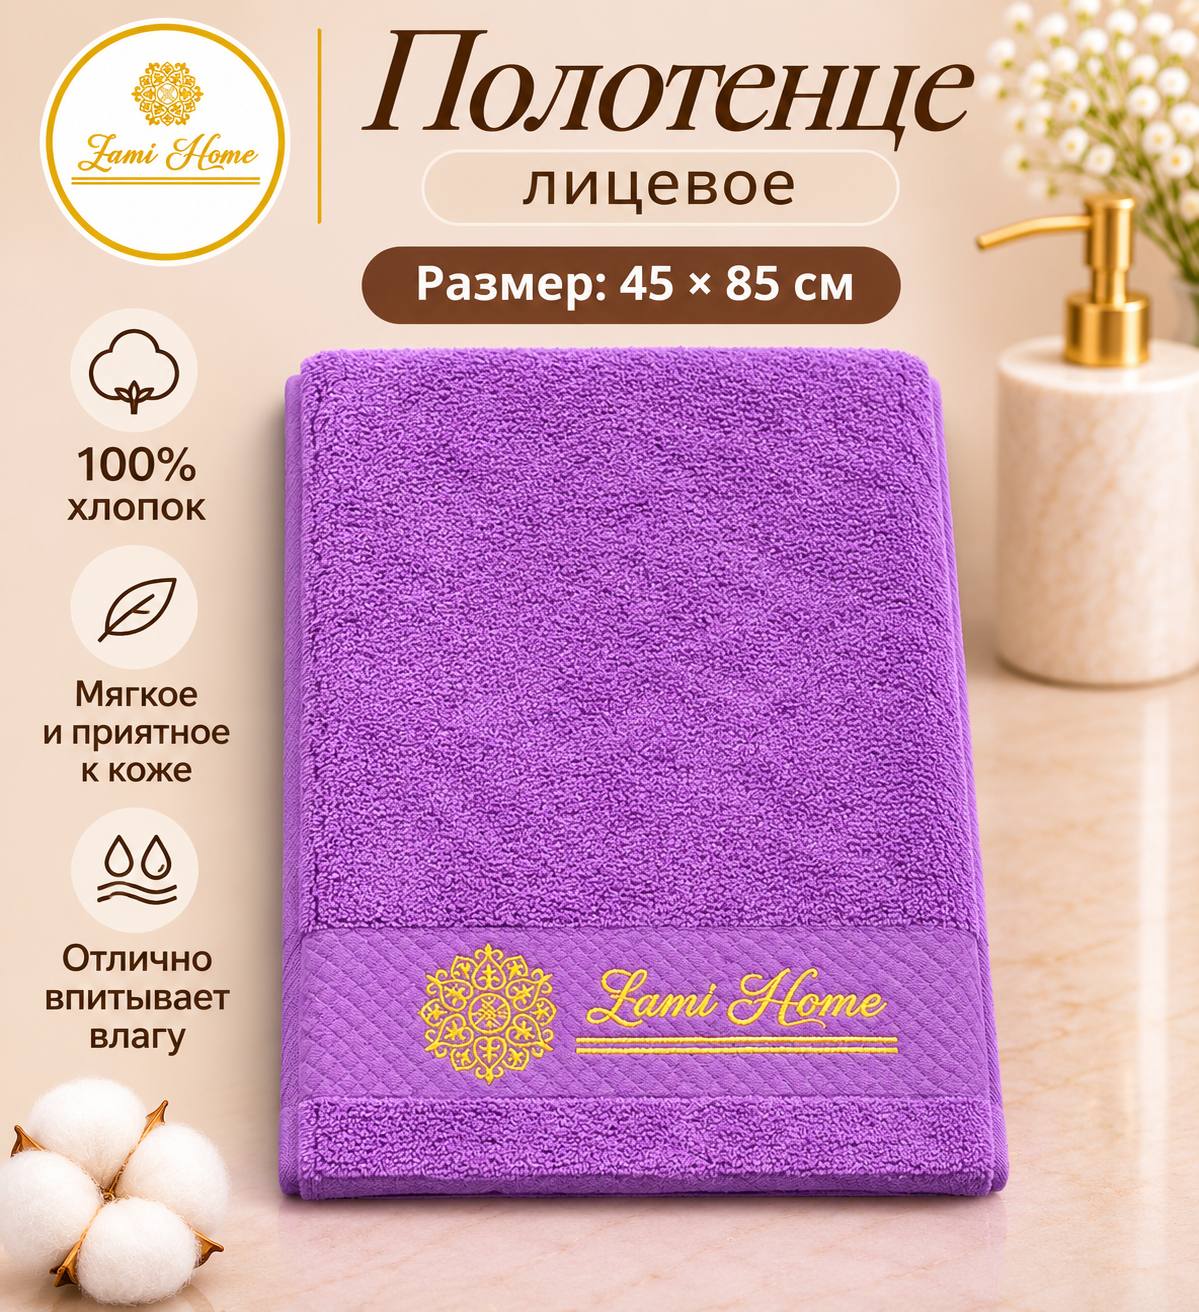 Lami Home
Полотенце
лицевое
Размер: 45 × 85 см
100%
хлопок
Мягкое
и приятное
к коже
Отлично
впитывает
влагу
Lami Home